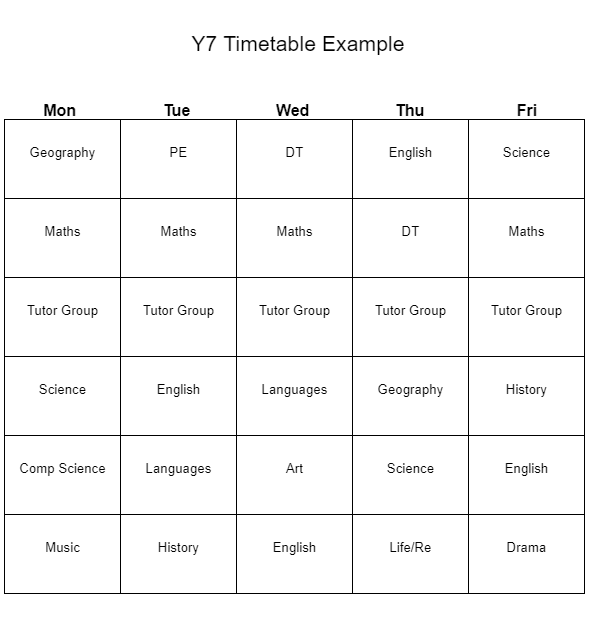 Y7 Timetable Example
Mon Tue Wed Thu Fri
Geography PE DT English Science
Maths Maths Maths DT Maths
Tutor Group Tutor Group Tutor Group Tutor Group Tutor Group
Science English Languages Geography History
Comp Science Languages Art Science English
Music History English Life/Re Drama